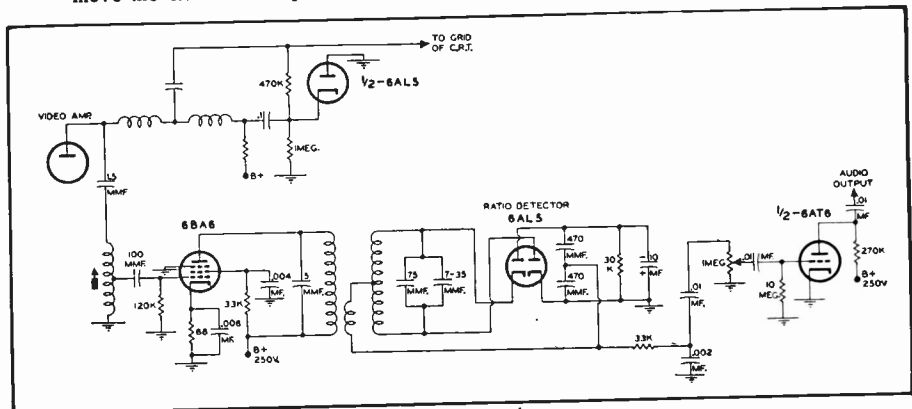 TO GRID
OF C.R.T.
470K
1/2-6AL5
VIDEO AMP.
.1
1MEG.
B+
1.5
MMF.
RATIO DETECTOR
6AL5
AUDIO
OUTPUT
.01
MF.
1/2-6AT6
6BA6
100
MMF.
470
MMF.
470
MMF.
30
K
10
MF.
1MEG.
.01
MF.
270K
B+
250V.
.004
MF.
5
MMF.
75
MMF.
7-35
MMF.
120K
33K
68
.006
MF.
B+
250V.
10
MEG.
.01
MF.
33K
.002
MF.